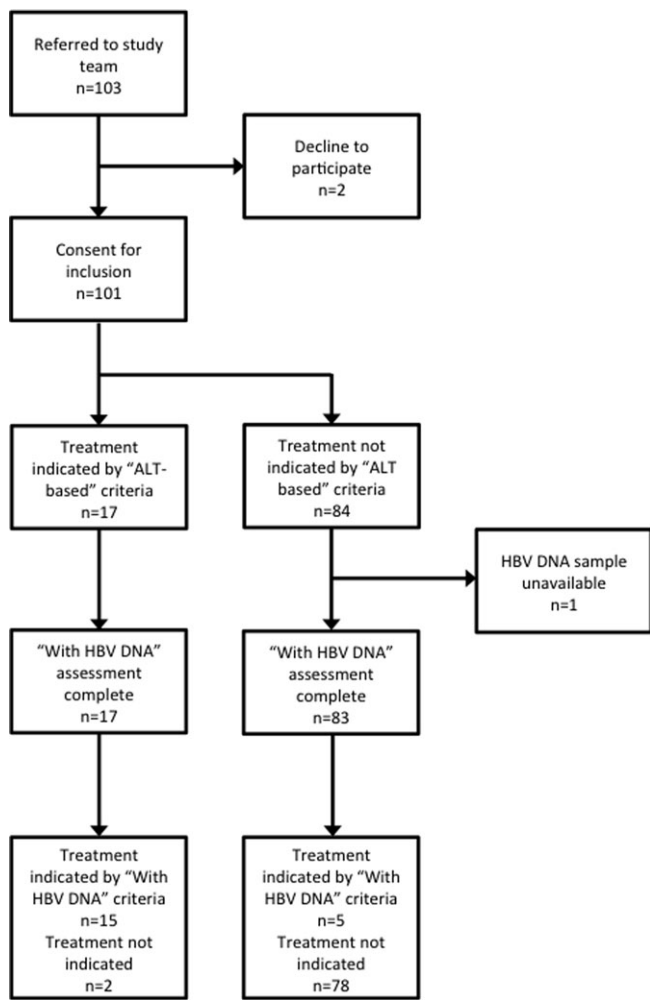 Referred to study
team
n=103
Decline to
participate
n=2
Consent for
inclusion
n=101
Treatment
indicated by “ALT-
based” criteria
n=17
Treatment not
indicated by “ALT
based” criteria
n=84
HBV DNA sample
unavailable
n=1
“With HBV DNA”
assessment
complete
n=17
“With HBV DNA”
assessment
complete
n=83
Treatment
indicated by “With
HBV DNA” criteria
n=15
Treatment not
indicated
n=2
Treatment
indicated by “With
HBV DNA” criteria
n=5
Treatment not
indicated
n=78